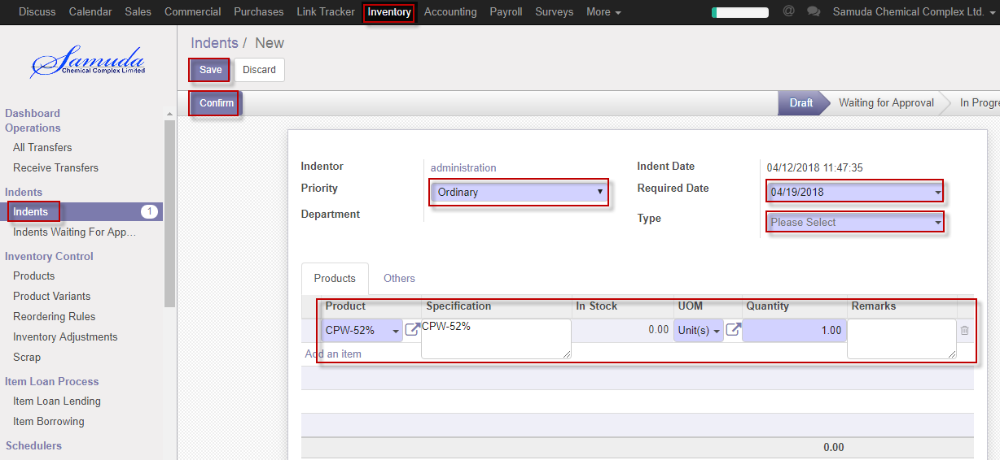 Discuss Calendar Sales Commercial Purchases Link Tracker Inventory Accounting Payroll Surveys More @ Samuda Chemical Complex Ltd.
Samuda
Chemical Complex Limited
Dashboard
Operations
All Transfers
Receive Transfers
Indents
Indents 1
Indents Waiting For App...
Inventory Control
Products
Product Variants
Reordering Rules
Inventory Adjustments
Scrap
Item Loan Process
Item Loan Lending
Item Borrowing
Schedulers
Indents / New
Save Discard
Confirm Draft Waiting for Approval In Progre
Indentor administration Indent Date 04/12/2018 11:47:35
Priority Ordinary Required Date 04/19/2018
Department Type Please Select
Products Others
Product Specification In Stock UOM Quantity Remarks
CPW-52% CPW-52% 0.00 Unit(s) 1.00
Add an item
0.00